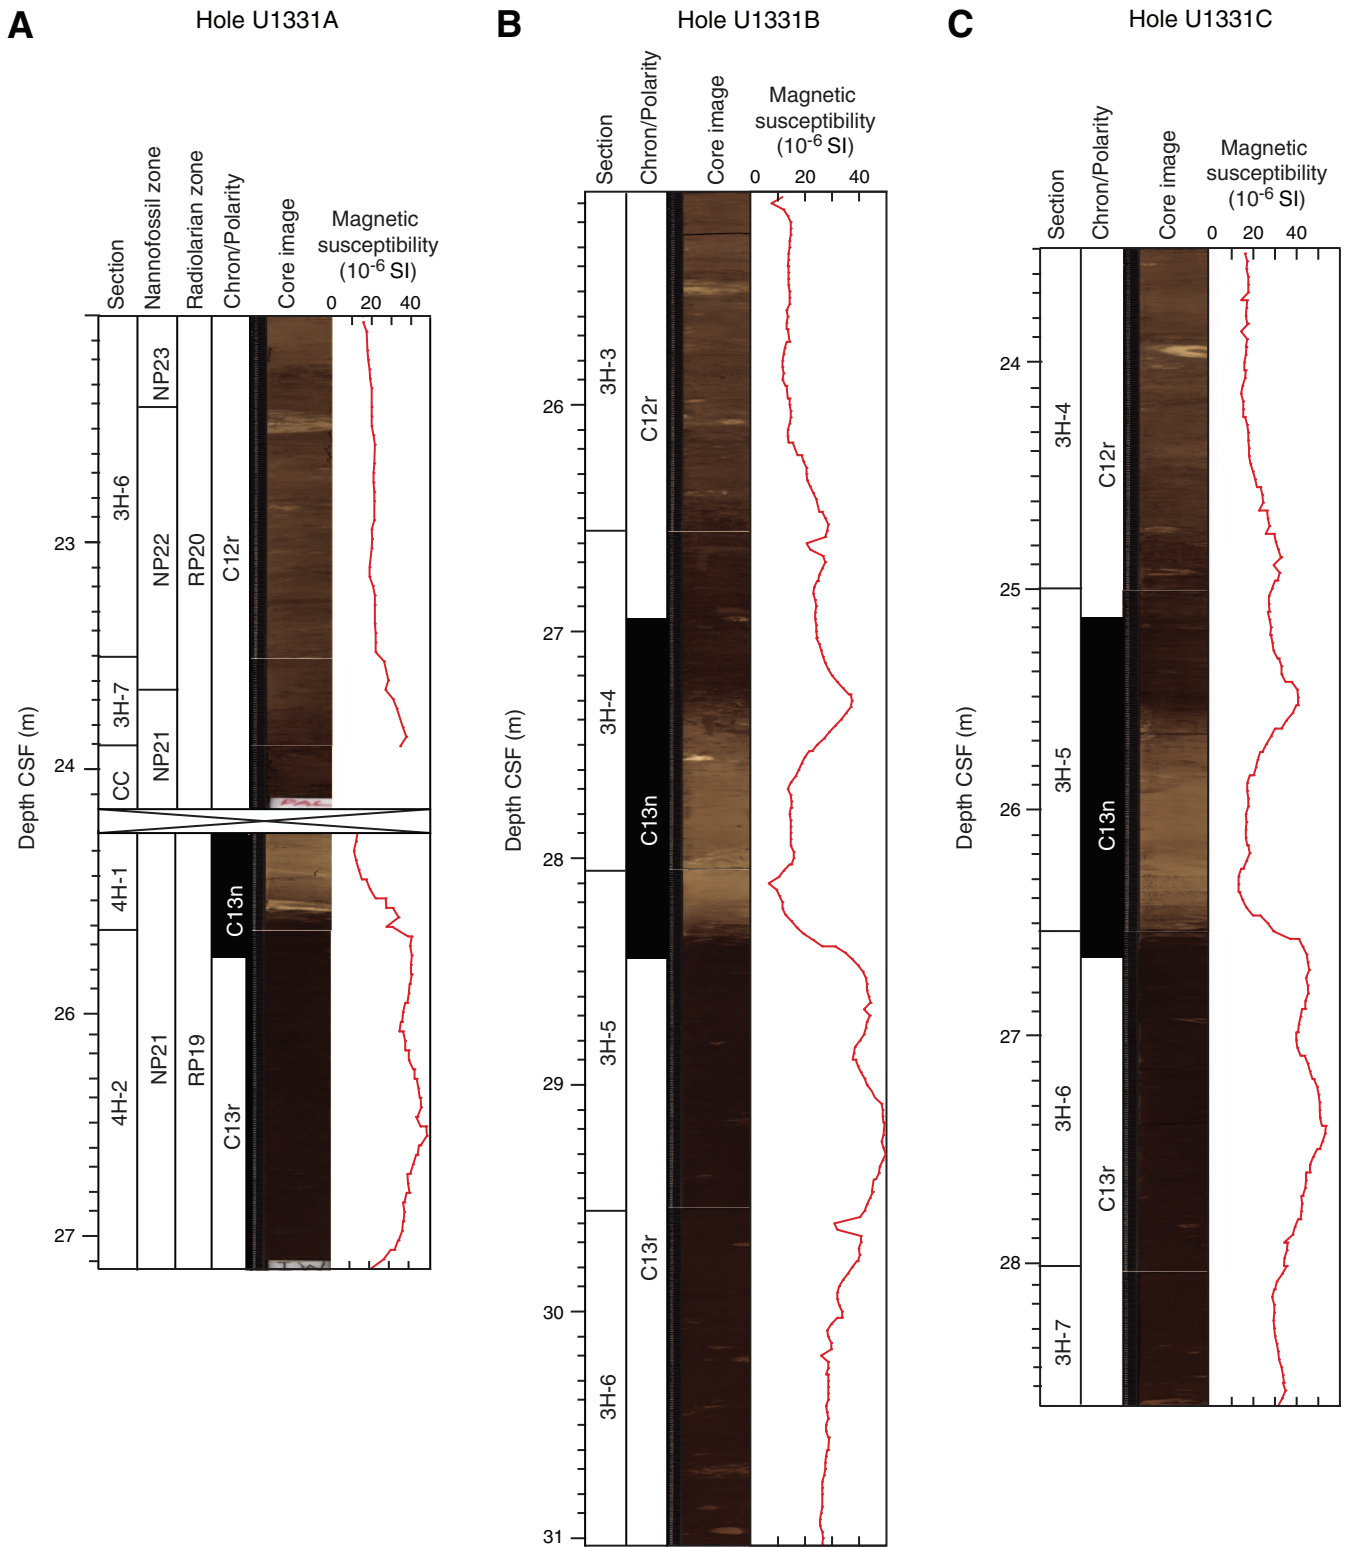 A
Hole U1331A
Section
Nannofossil zone
Radiolarian zone
Chron/Polarity
Core image
Magnetic
susceptibility
(10-6 SI)
0 20 40
Depth CSF (m)
23
24
26
27
3H-6
3H-7
CC
4H-1
4H-2
NP23
NP22
NP21
NP21
RP20
RP19
C12r
C13n
C13r
PAL
IW
B
Hole U1331B
Section
Chron/Polarity
Core image
Magnetic
susceptibility
(10-6 SI)
0 20 40
Depth CSF (m)
26
27
28
29
30
31
3H-3
3H-4
3H-5
3H-6
C12r
C13n
C13r
C
Hole U1331C
Section
Chron/Polarity
Core image
Magnetic
susceptibility
(10-6 SI)
0 20 40
Depth CSF (m)
24
25
26
27
28
3H-4
3H-5
3H-6
3H-7
C12r
C13n
C13r